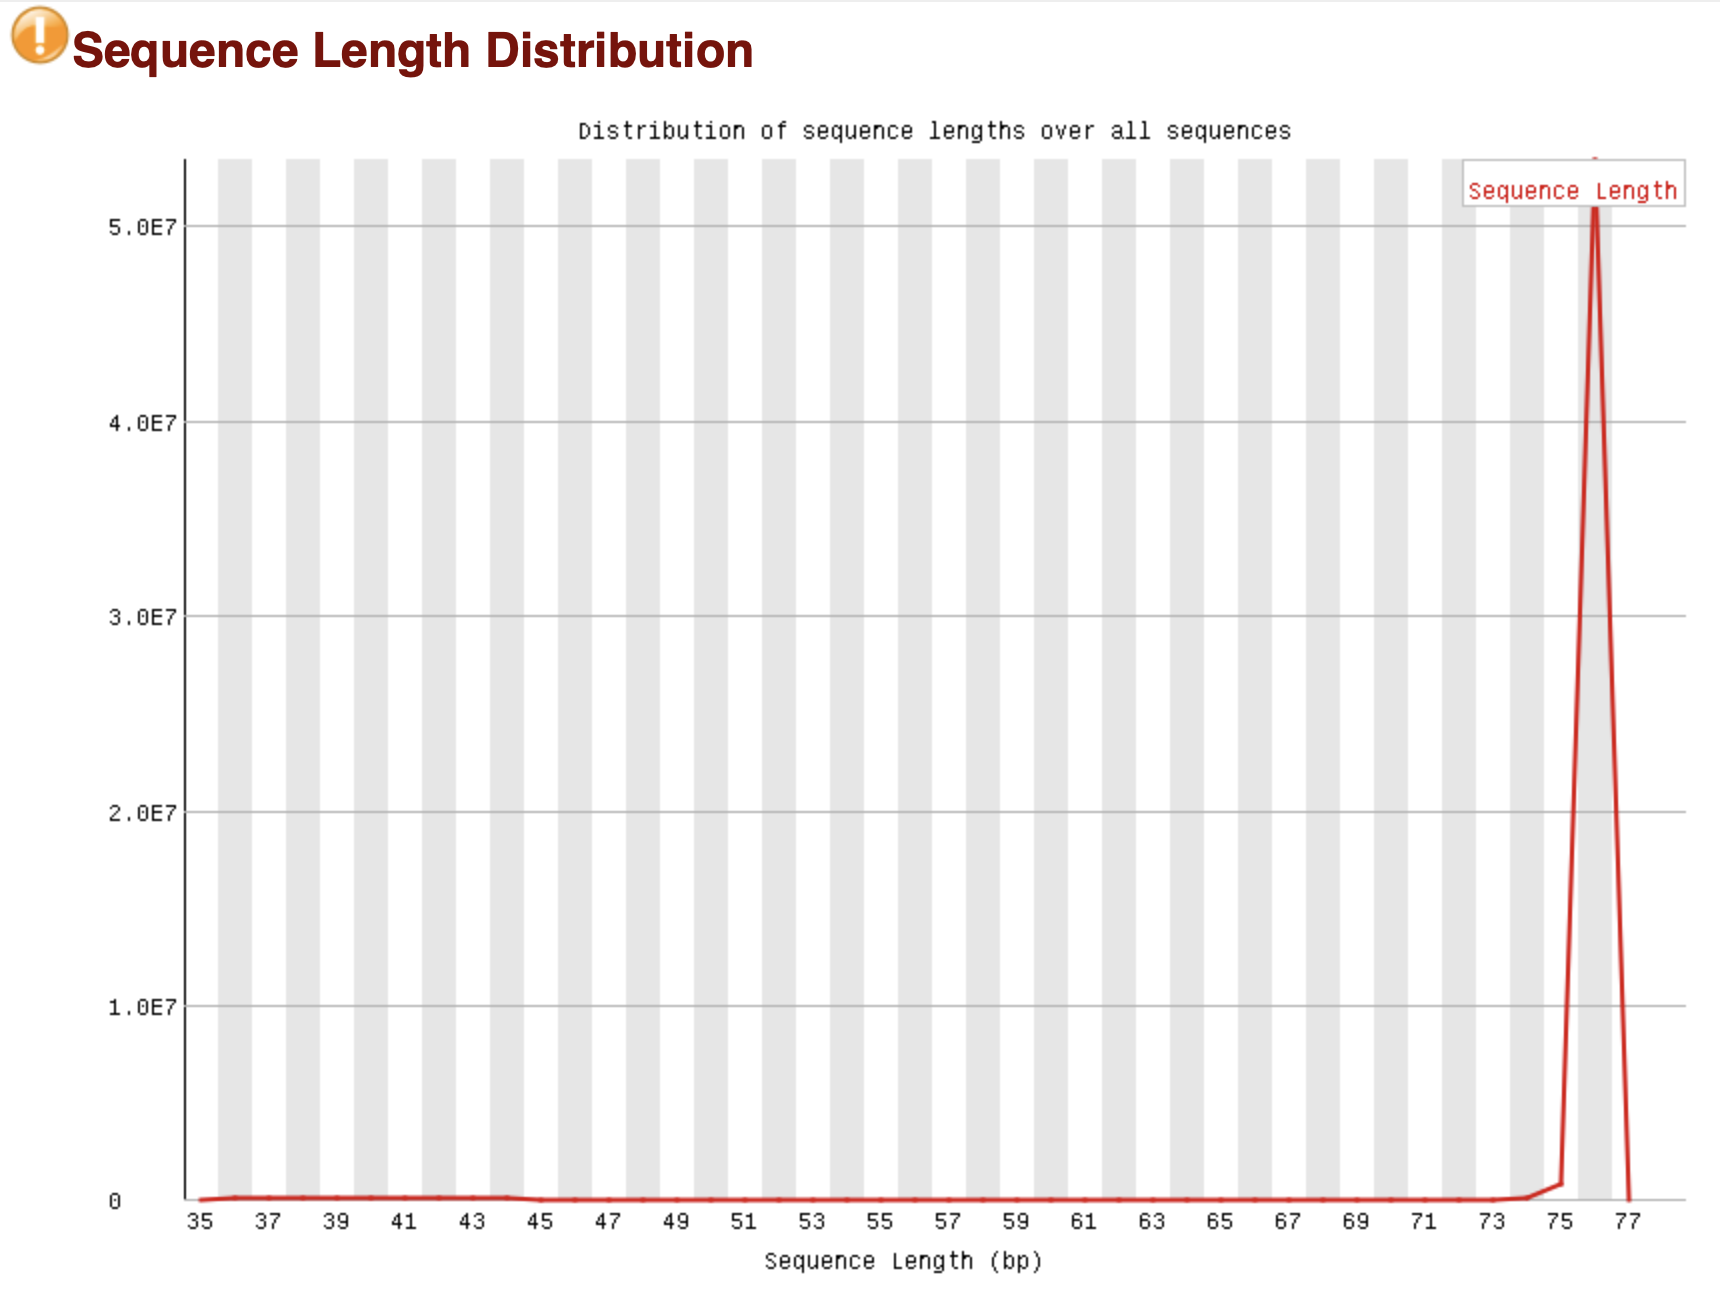 Sequence Length Distribution
Distribution of sequence lengths over all sequences
Sequence Length
5.0E7
4.0E7
3.0E7
2.0E7
1.0E7
0
35 37 39 41 43 45 47 49 51 53 55 57 59 61 63 65 67 69 71 73 75 77
Sequence Length (bp)